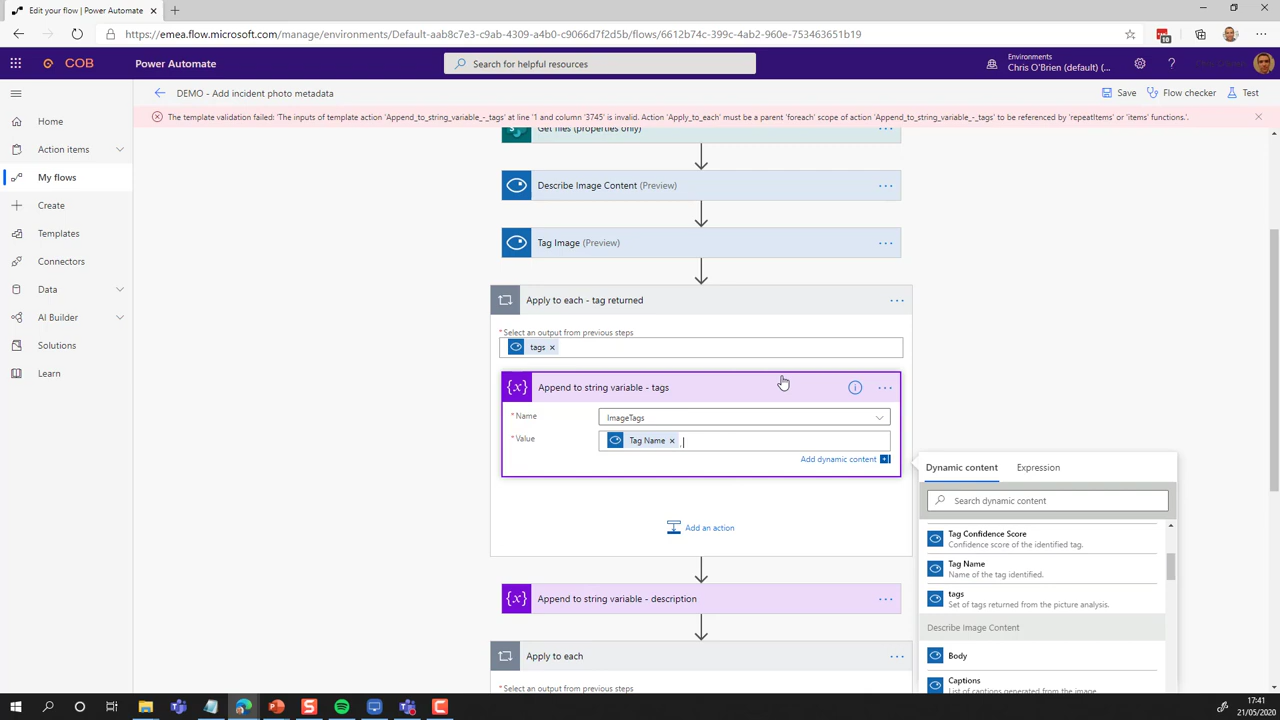 Edit your flow | Power Automate
https://emea.flow.microsoft.com/manage/environments/Default-aab8c7e3-c9ab-4309-a4b0-c9066d7f2d5b/flows/6612b74c-399c-4ab2-960e-753463651b19
10
COB
Power Automate
Search for helpful resources
Environments
Chris O'Brien (default) (...
DEMO - Add incident photo metadata
Save
Flow checker
Test
The template validation failed: 'The inputs of template action 'Append_to_string_variable_-_tags' at line '1 and column '3745' is invalid. Action 'Apply_to_each' must be a parent 'foreach' scope of action 'Append_to_string_variable_-_tags' to be referenced by 'repeatItems' or 'items' functions.'.
Home
Action items
My flows
Create
Templates
Connectors
Data
AI Builder
Solutions
Learn
Get files (properties only)
Describe Image Content (Preview)
Tag Image (Preview)
Apply to each - tag returned
* Select an output from previous steps
tags ×
{x} Append to string variable - tags
* Name
ImageTags
* Value
Tag Name × ,
Add dynamic content
Add an action
{x} Append to string variable - description
Apply to each
* Select an output from previous steps
Dynamic content
Expression
Search dynamic content
Tag Confidence Score
Confidence score of the identified tag.
Tag Name
Name of the tag identified.
tags
Set of tags returned from the picture analysis.
Describe Image Content
Body
Captions
List of captions generated from the image.
17:41
21/05/2020